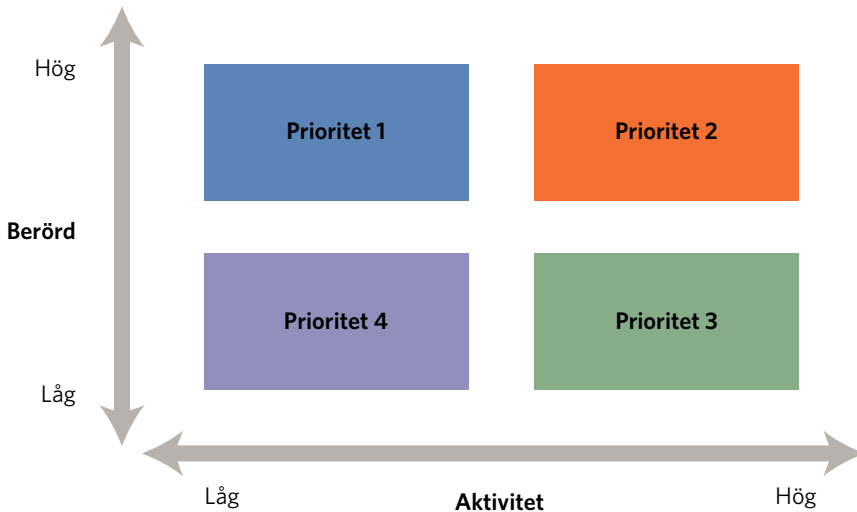 Hög
Prioritet 1
Prioritet 2
Berörd
Prioritet 4
Prioritet 3
Låg
Låg
Aktivitet
Hög